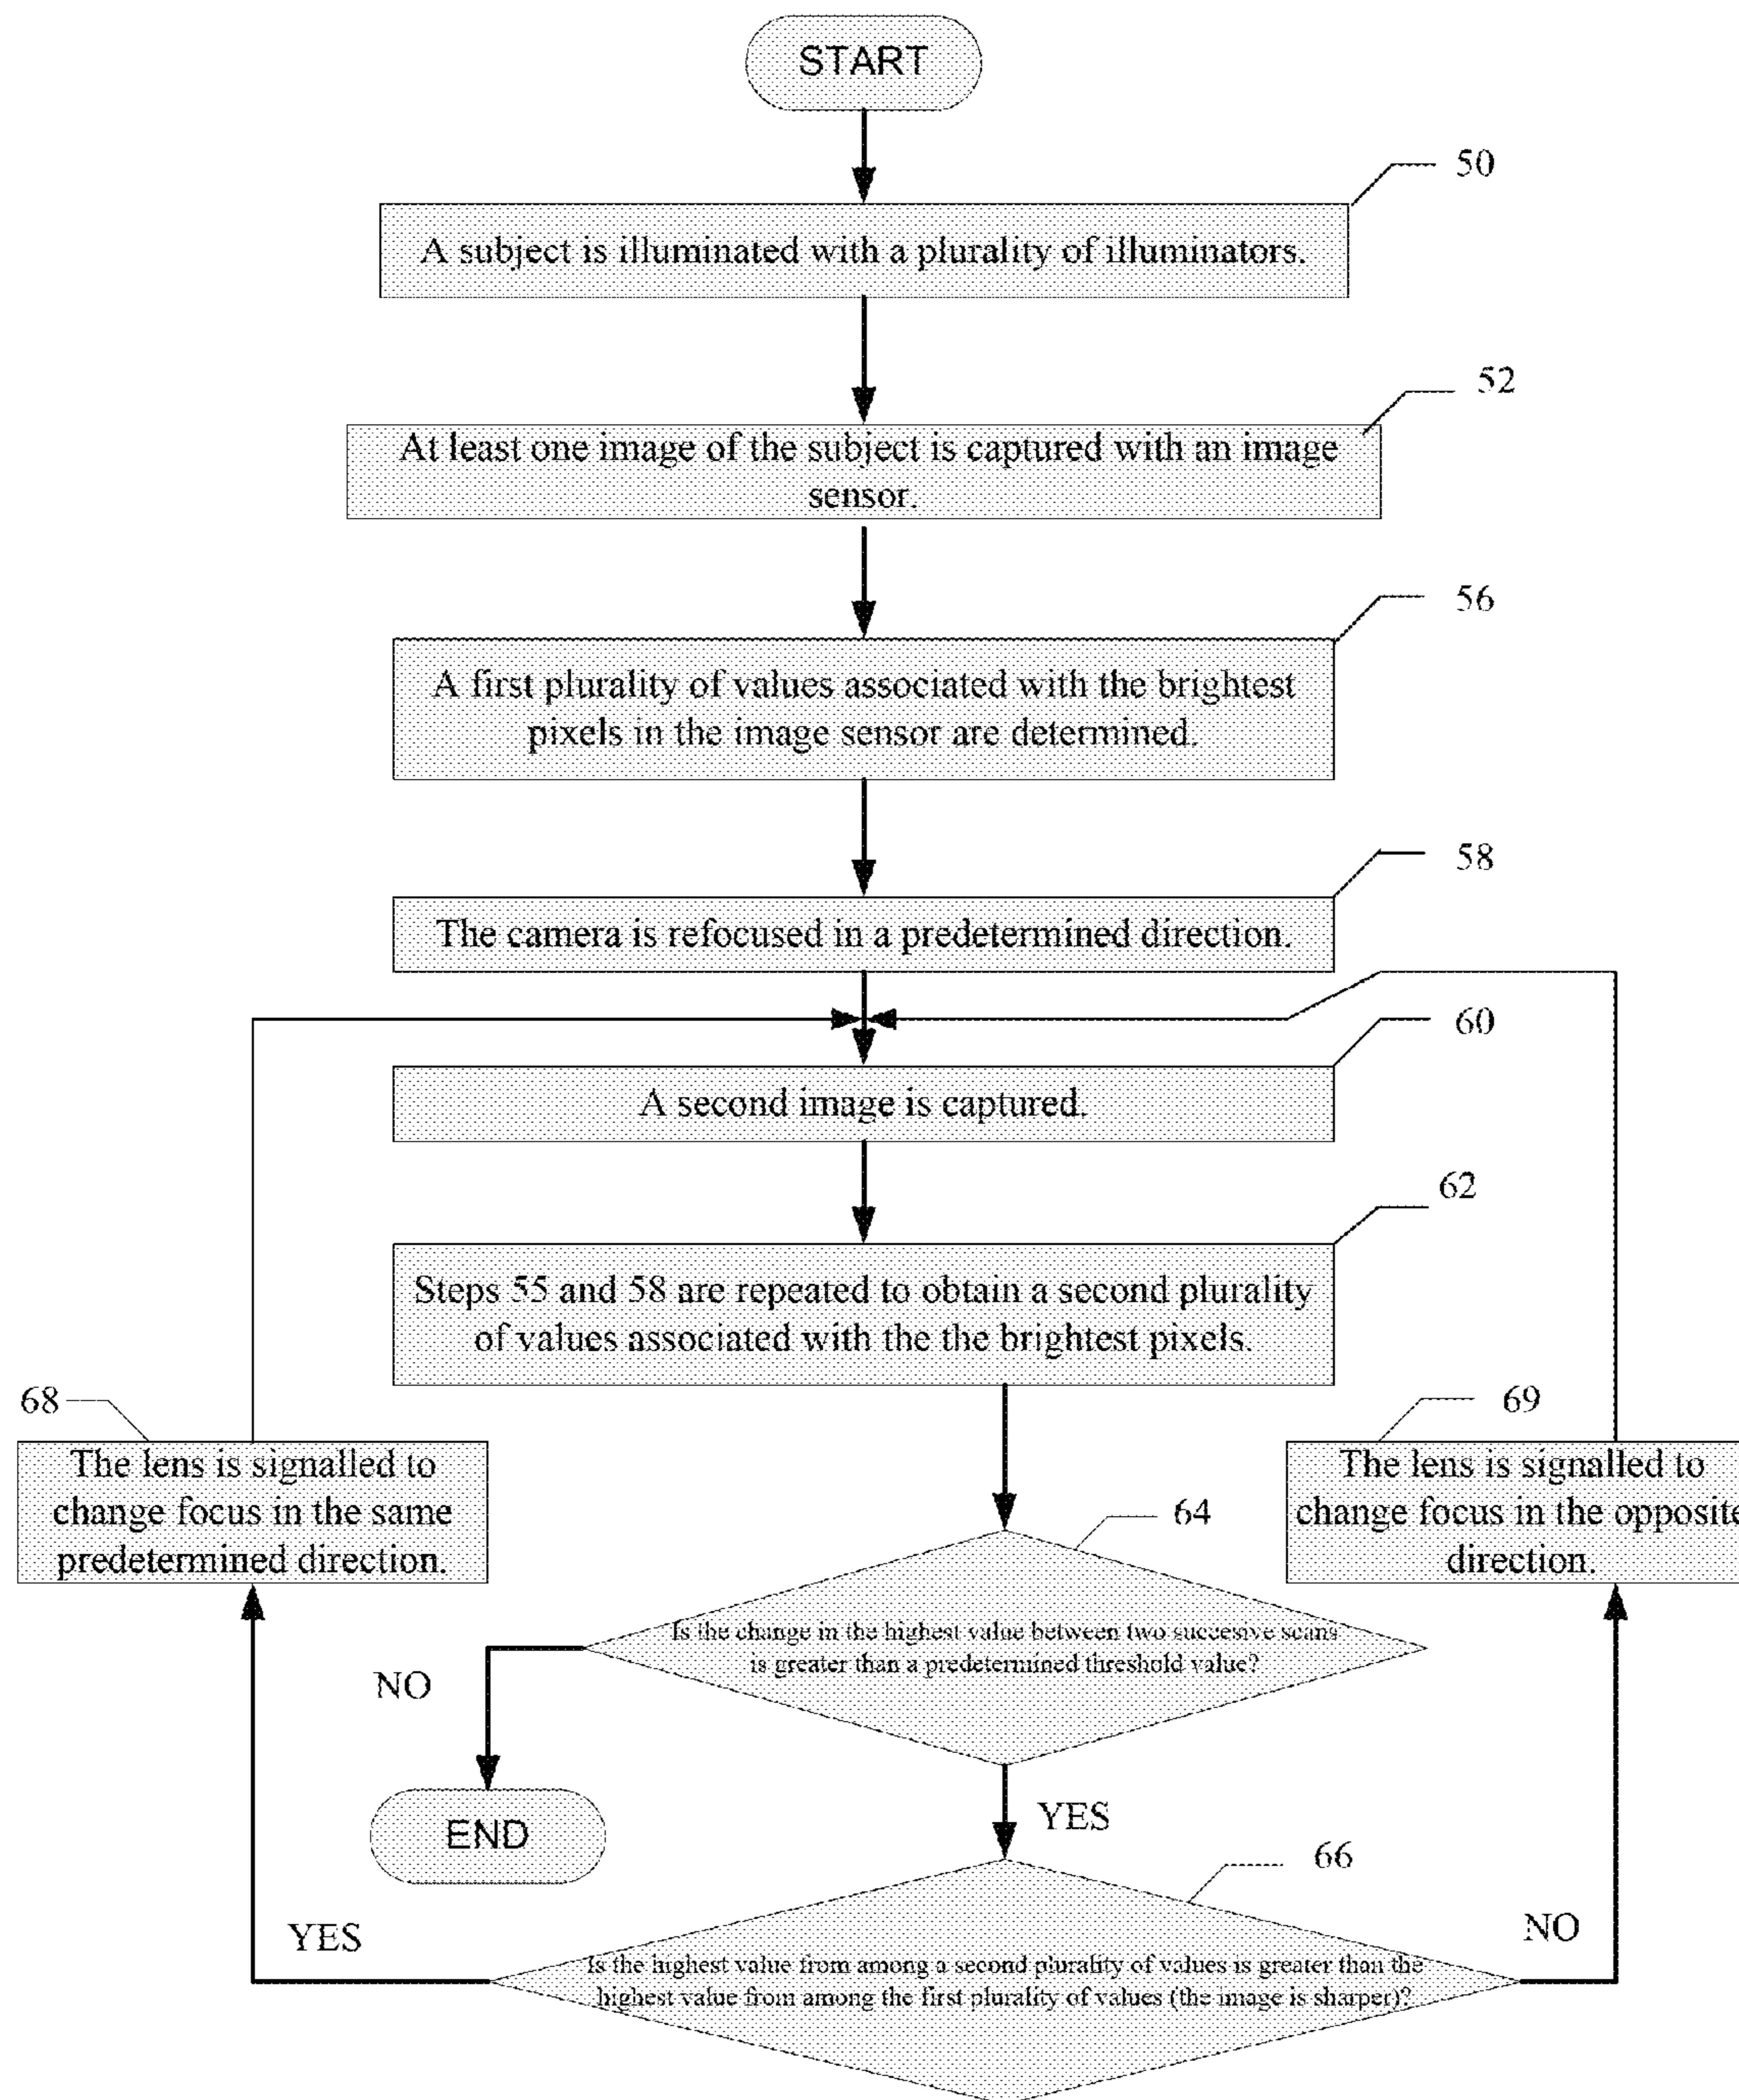 START
50
A subject is illuminated with a plurality of illuminators.
52
At least one image of the subject is captured with an image
sensor.
56
A first plurality of values associated with the brightest
pixels in the image sensor are determined.
58
The camera is refocused in a predetermined direction.
60
A second image is captured.
62
Steps 55 and 58 are repeated to obtain a second plurality
of values associated with the the brightest pixels.
68
The lens is signalled to
change focus in the same
predetermined direction.
69
The lens is signalled to
change focus in the opposite
direction.
64
Is the change in the highest value between two succesive scans
is greater than a predetermined threshold value?
NO
END
YES
66
YES
NO
Is the highest value from among a second plurality of values is greater than the
highest value from among the first plurality of values (the image is sharper)?